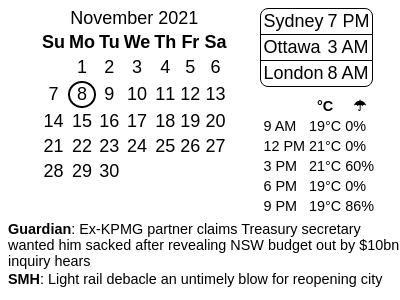 November 2021
Su Mo Tu We Th Fr Sa
1 2 3 4 5 6
7 8 9 10 11 12 13
14 15 16 17 18 19 20
21 22 23 24 25 26 27
28 29 30
Sydney 7 PM
Ottawa 3 AM
London 8 AM
°C ☂
9 AM 19°C 0%
12 PM 21°C 0%
3 PM 21°C 60%
6 PM 19°C 0%
9 PM 19°C 86%
Guardian: Ex-KPMG partner claims Treasury secretary
wanted him sacked after revealing NSW budget out by $10bn
inquiry hears
SMH: Light rail debacle an untimely blow for reopening city